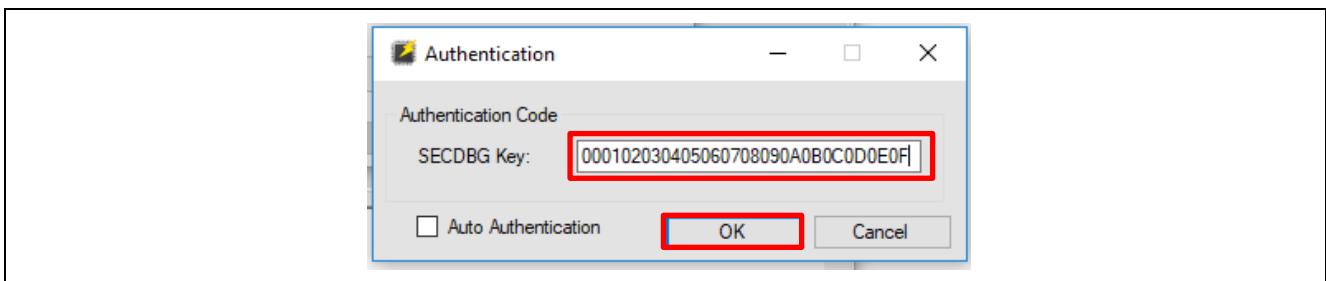 Authentication
Authentication Code
SECDBG Key: 000102030405060708090A0B0C0D0E0F
Auto Authentication OK Cancel